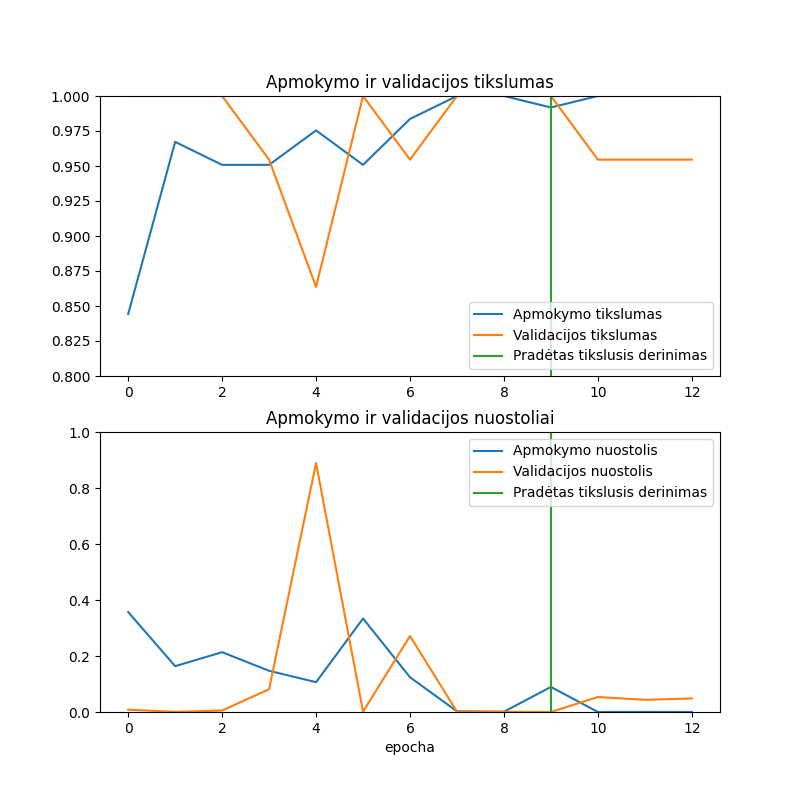 Apmokymo ir validacijos tikslumas
1.000
0.975
0.950
0.925
0.900
0.875
0.850
0.825
0.800
Apmokymo tikslumas
Validacijos tikslumas
Pradėtas tikslusis derinimas
0 2 4 6 8 10 12
Apmokymo ir validacijos nuostoliai
1.0
0.8
0.6
0.4
0.2
0.0
Apmokymo nuostolis
Validacijos nuostolis
Pradėtas tikslusis derinimas
0 2 4 6 8 10 12
epocha